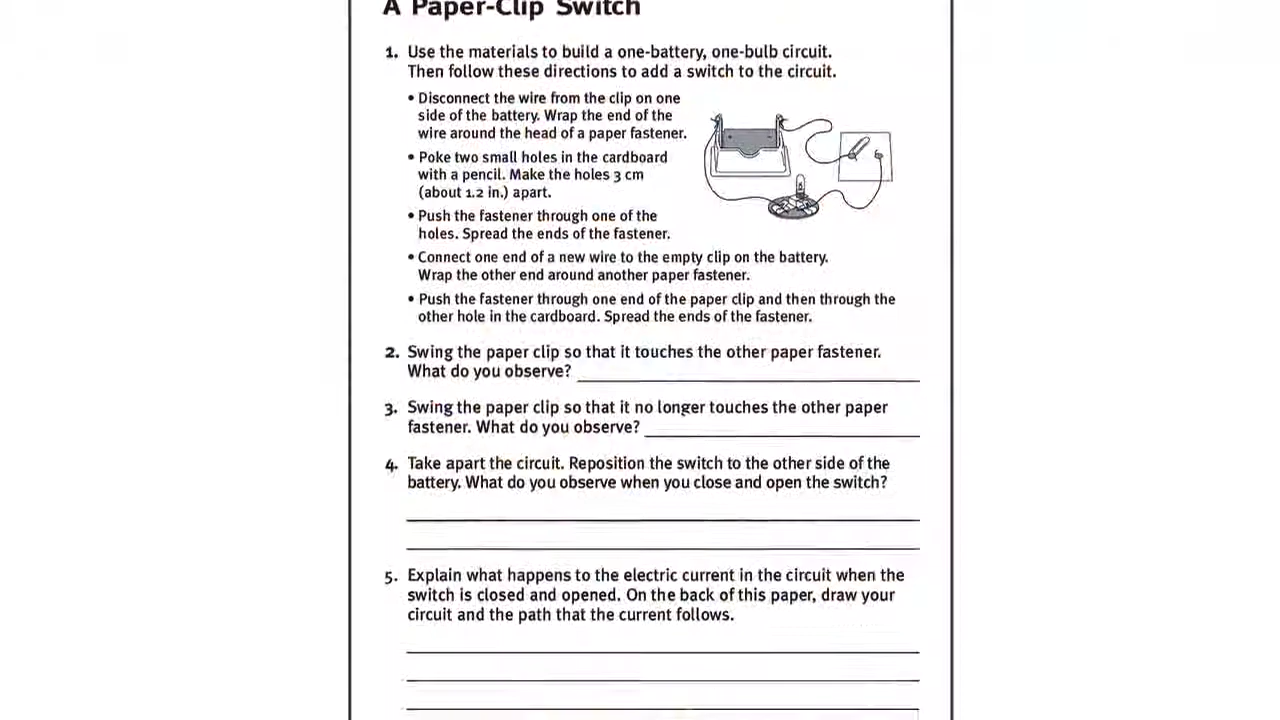 A Paper-Clip Switch
1. Use the materials to build a one-battery, one-bulb circuit.
Then follow these directions to add a switch to the circuit.
• Disconnect the wire from the clip on one
side of the battery. Wrap the end of the
wire around the head of a paper fastener.
• Poke two small holes in the cardboard
with a pencil. Make the holes 3 cm
(about 1.2 in.) apart.
• Push the fastener through one of the
holes. Spread the ends of the fastener.
• Connect one end of a new wire to the empty clip on the battery.
Wrap the other end around another paper fastener.
• Push the fastener through one end of the paper clip and then through the
other hole in the cardboard. Spread the ends of the fastener.
2. Swing the paper clip so that it touches the other paper fastener.
What do you observe?
3. Swing the paper clip so that it no longer touches the other paper
fastener. What do you observe?
4. Take apart the circuit. Reposition the switch to the other side of the
battery. What do you observe when you close and open the switch?
5. Explain what happens to the electric current in the circuit when the
switch is closed and opened. On the back of this paper, draw your
circuit and the path that the current follows.